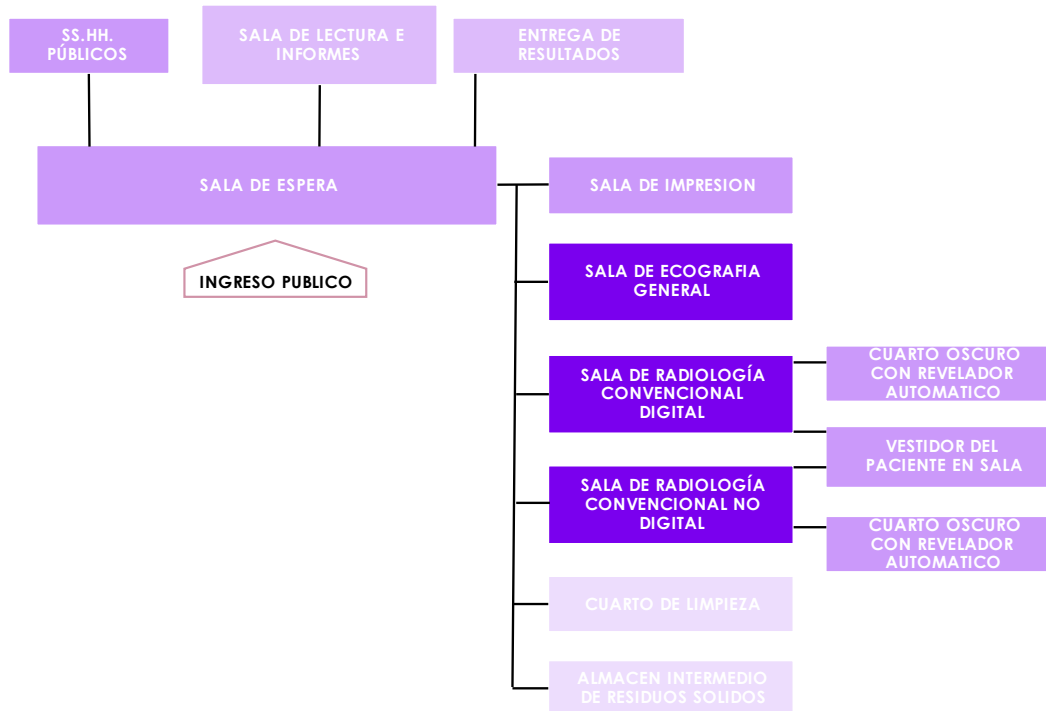 SS.HH.
PÚBLICOS
SALA DE LECTURA E
INFORMES
ENTREGA DE
RESULTADOS
SALA DE ESPERA
INGRESO PUBLICO
SALA DE IMPRESION
SALA DE ECOGRAFIA
GENERAL
SALA DE RADIOLOGÍA
CONVENCIONAL
DIGITAL
CUARTO OSCURO
CON REVELADOR
AUTOMATICO
VESTIDOR DEL
PACIENTE EN SALA
SALA DE RADIOLOGÍA
CONVENCIONAL NO
DIGITAL
CUARTO OSCURO
CON REVELADOR
AUTOMATICO
CUARTO DE LIMPIEZA
ALMACEN INTERMEDIO
DE RESIDUOS SOLIDOS